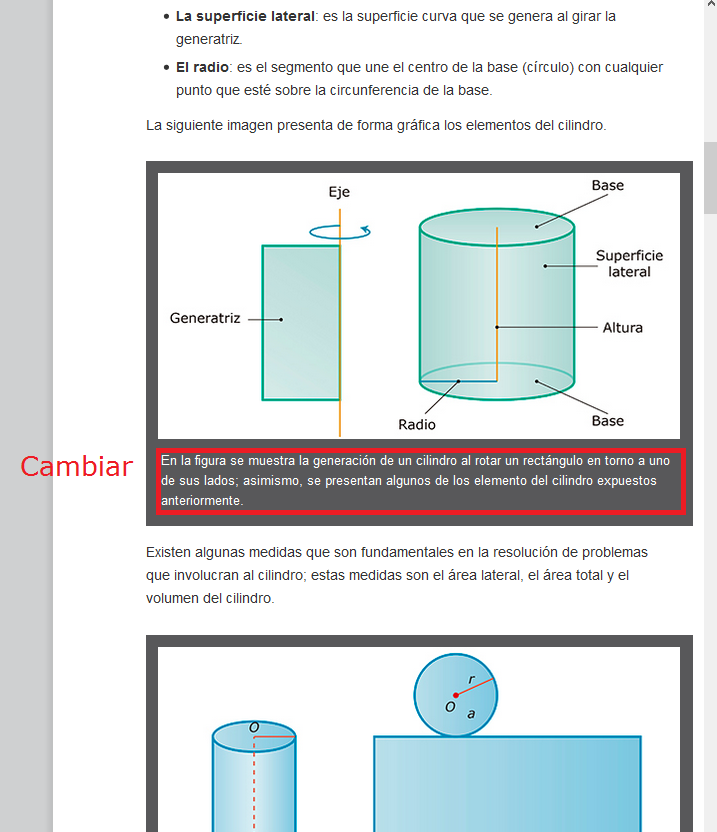 • La superficie lateral: es la superficie curva que se genera al girar la
generatriz.
• El radio: es el segmento que une el centro de la base (círculo) con cualquier
punto que esté sobre la circunferencia de la base.
La siguiente imagen presenta de forma gráfica los elementos del cilindro.
Eje
Base
Superficie
lateral
Generatriz
Altura
Radio
Base
Cambiar
En la figura se muestra la generación de un cilindro al rotar un rectángulo en torno a uno
de sus lados; asimismo, se presentan algunos de los elemento del cilindro expuestos
anteriormente.
Existen algunas medidas que son fundamentales en la resolución de problemas
que involucran al cilindro; estas medidas son el área lateral, el área total y el
volumen del cilindro.
r
O
a
O